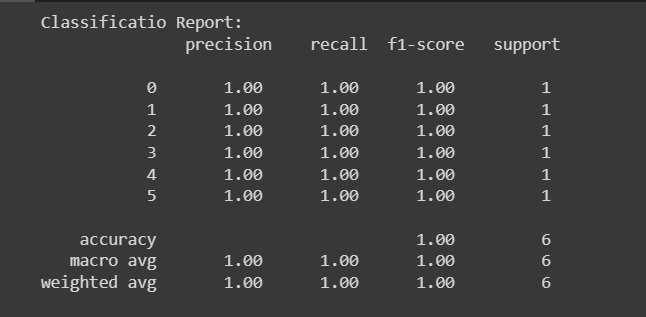 Classificatio Report:
precision recall f1-score support
0 1.00 1.00 1.00 1
1 1.00 1.00 1.00 1
2 1.00 1.00 1.00 1
3 1.00 1.00 1.00 1
4 1.00 1.00 1.00 1
5 1.00 1.00 1.00 1
accuracy 1.00 6
macro avg 1.00 1.00 1.00 6
weighted avg 1.00 1.00 1.00 6